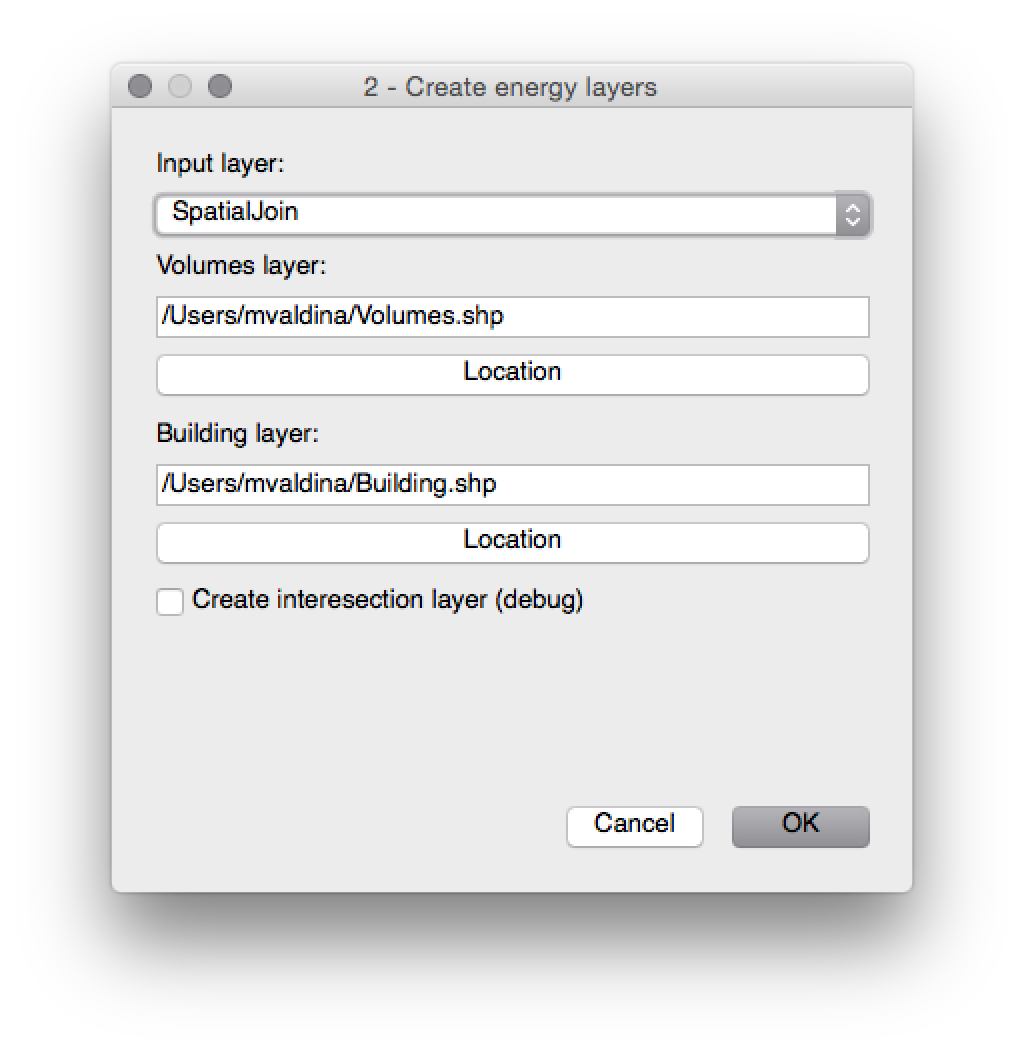 2 - Create energy layers
Input layer:
SpatialJoin
Volumes layer:
/Users/mvaldina/Volumes.shp
Location
Building layer:
/Users/mvaldina/Building.shp
Location
Create interesection layer (debug)
Cancel OK